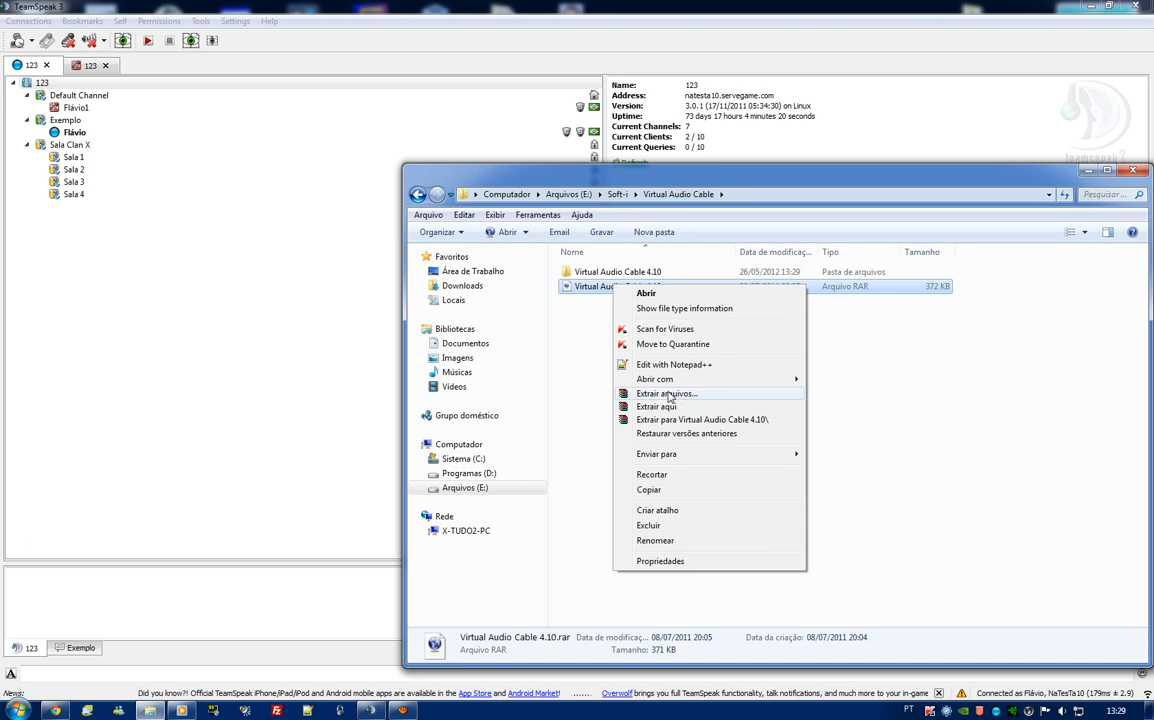 TeamSpeak 3
Connections Bookmarks Self Permissions Tools Settings Help
123
123
123
Default Channel
Flávio1
Exemplo
Flávio
Sala Clan X
Sala 1
Sala 2
Sala 3
Sala 4
Name: 123
Address: natesta10.servegame.com
Version: 3.0.1 (17/11/2011 05:34:30) on Linux
Uptime: 73 days 17 hours 4 minutes 20 seconds
Current Channels: 7
Current Clients: 2 / 10
Current Queries: 0 / 10
Refresh
teamspeak3
Computador Arquivos (E:) Soft-i Virtual Audio Cable
Pesquisar...
Arquivo Editar Exibir Ferramentas Ajuda
Organizar Abrir Email Gravar Nova pasta
Favoritos
Área de Trabalho
Downloads
Locais
Bibliotecas
Documentos
Imagens
Músicas
Vídeos
Grupo doméstico
Computador
Sistema (C:)
Programas (D:)
Arquivos (E:)
Rede
X-TUDO2-PC
Nome Data de modificaç... Tipo Tamanho
Virtual Audio Cable 4.10 26/05/2012 13:29 Pasta de arquivos
Virtual Arquivo RAR 372 KB
Abrir
Show file type information
Scan for Viruses
Move to Quarantine
Edit with Notepad++
Abrir com
Extrair arquivos...
Extrair aqui
Extrair para Virtual Audio Cable 4.10\
Restaurar versões anteriores
Enviar para
Recortar
Copiar
Criar atalho
Excluir
Renomear
Propriedades
Virtual Audio Cable 4.10.rar Data de modificaç... 08/07/2011 20:05 Data da criação: 08/07/2011 20:04
Arquivo RAR Tamanho: 371 KB
123 Exemplo
News: Did you know?! Official TeamSpeak iPhone/iPad/iPod and Android mobile apps are available in the App Store and Android Market! ....... Overwolf brings you full TeamSpeak functionality, talk notifications, and much more to your in-game Connected as Flávio, NaTesTa10 (179ms ± 2.9)
PT 13:29